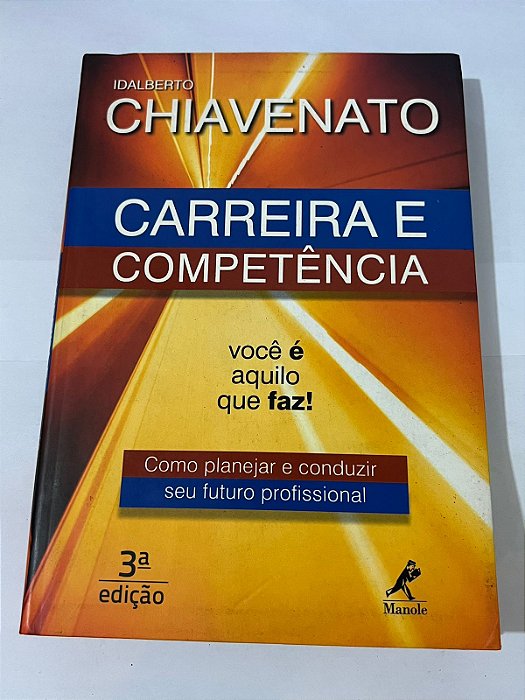 IDALBERTO
CHIAVENATO
CARREIRA E
COMPETÊNCIA
você é
aquilo
que faz!
Como planejar e conduzir
seu futuro profissional
3ª
edição
Manole